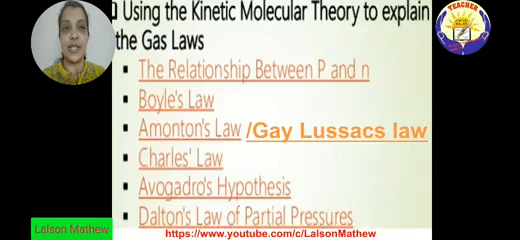 Using the Kinetic Molecular Theory to explain
the Gas Laws
The Relationship Between P and n
Boyle's Law
Amonton's Law /Gay Lussacs law
Charles' Law
Avogadro's Hypothesis
Dalton's Law of Partial Pressures
Lalson Mathew
https://www.youtube.com/c/LalsonMathew
TEACHER